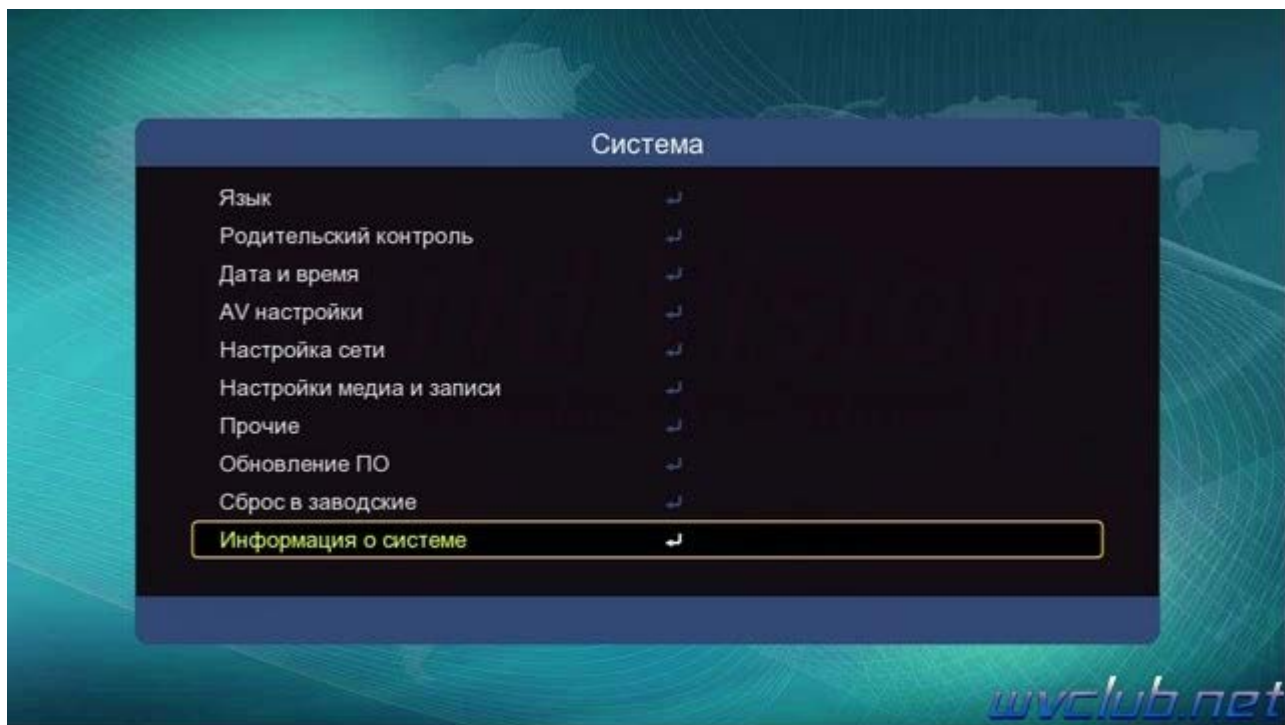 Система
Язык
Родительский контроль
Дата и время
AV настройки
Настройка сети
Настройки медиа и записи
Прочие
Обновление ПО
Сброс в заводские
Информация о системе
wvclub.net